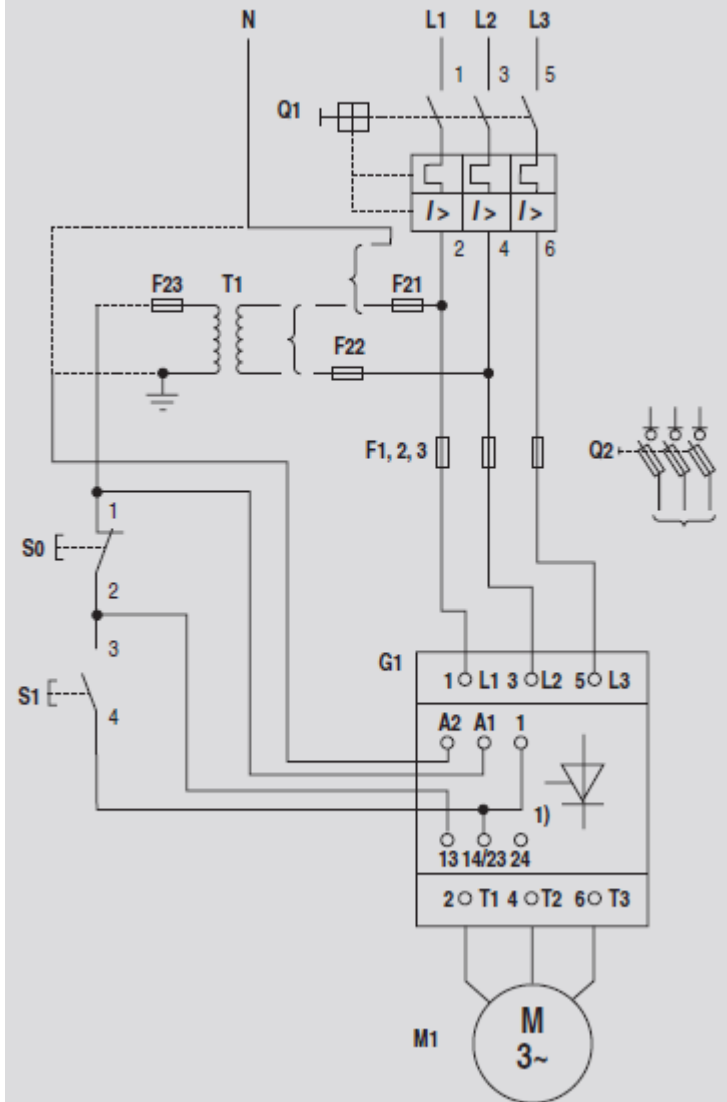 N L1 L2 L3
1 3 5
Q1
I> I> I>
2 4 6
F23 T1 F21
F22
F1, 2, 3 Q2
1
S0
2
3
G1
1 L1 3 L2 5 L3
S1
4
A2 A1 1
1)
13 14/23 24
2 T1 4 T2 6 T3
M1
M
3~